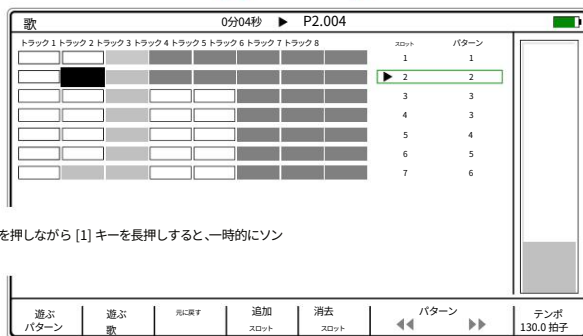 歌 0分04秒 ▶ P2.004
トラック 1 トラック 2 トラック 3 トラック 4 トラック 5 トラック 6 トラック 7 トラック 8 スロット パターン
1 1
▶ 2 2
3 3
4 3
5 4
6 5
7 6
を押しながら [1] キーを長押しすると、一時的にソン
遊ぶ 遊ぶ 元に戻す 追加 消去 パターン テンポ
パターン 歌 スロット スロット 130.0 拍子